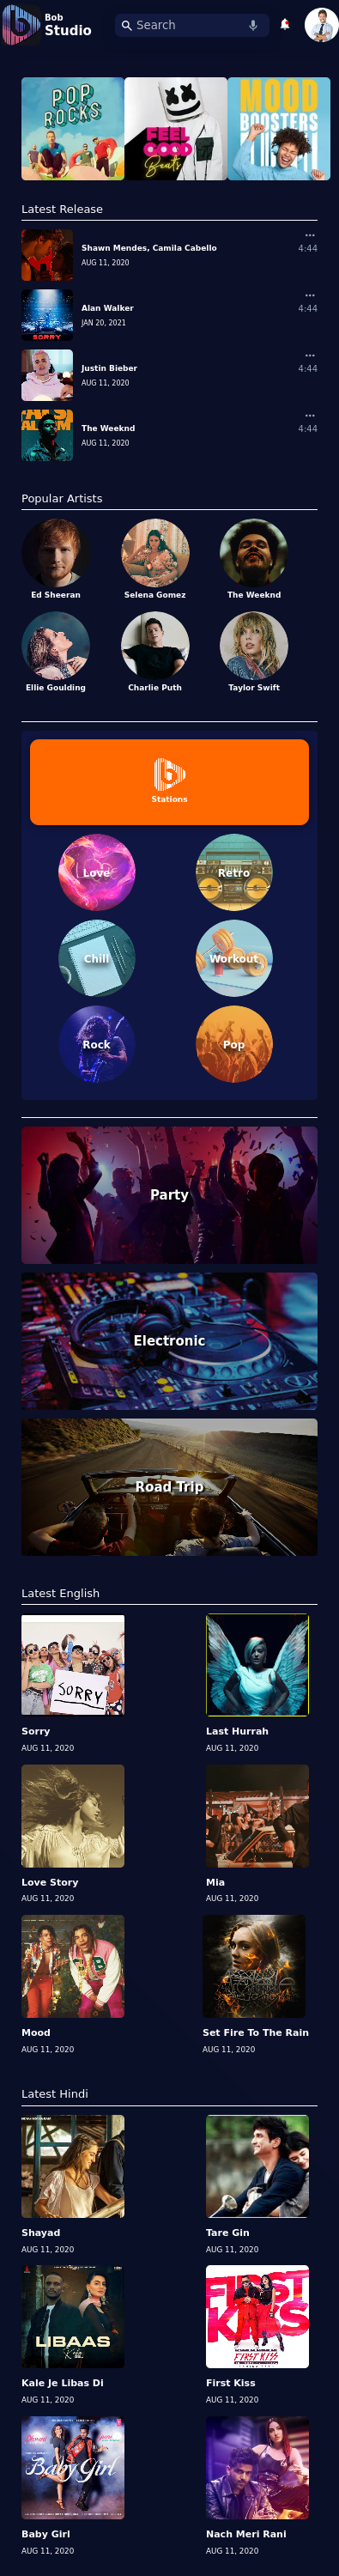 Bob
Studio
Search
POP
ROCKS
FEEL
GOOD
Beats
MOOD
BOOSTERS
Latest Release
Shawn Mendes, Camila Cabello
AUG 11, 2020
4:44
SORRY
Alan Walker
JAN 20, 2021
4:44
Justin Bieber
AUG 11, 2020
4:44
The Weeknd
AUG 11, 2020
4:44
Popular Artists
Ed Sheeran
Selena Gomez
The Weeknd
Ellie Goulding
Charlie Puth
Taylor Swift
Stations
Love
Retro
Chill
Workout
Rock
Pop
Party
Electronic
Road Trip
Latest English
SORRY
Sorry
AUG 11, 2020
Last Hurrah
AUG 11, 2020
Love Story
AUG 11, 2020
Mia
AUG 11, 2020
B
Mood
AUG 11, 2020
Set Fire To The Rain
AUG 11, 2020
Latest Hindi
Shayad
AUG 11, 2020
Tare Gin
AUG 11, 2020
LIBAAS
Kale Je Libas Di
AUG 11, 2020
FIRST
KISS
FIRST KISS
First Kiss
AUG 11, 2020
Baby Girl
Baby Girl
AUG 11, 2020
Nach Meri Rani
AUG 11, 2020